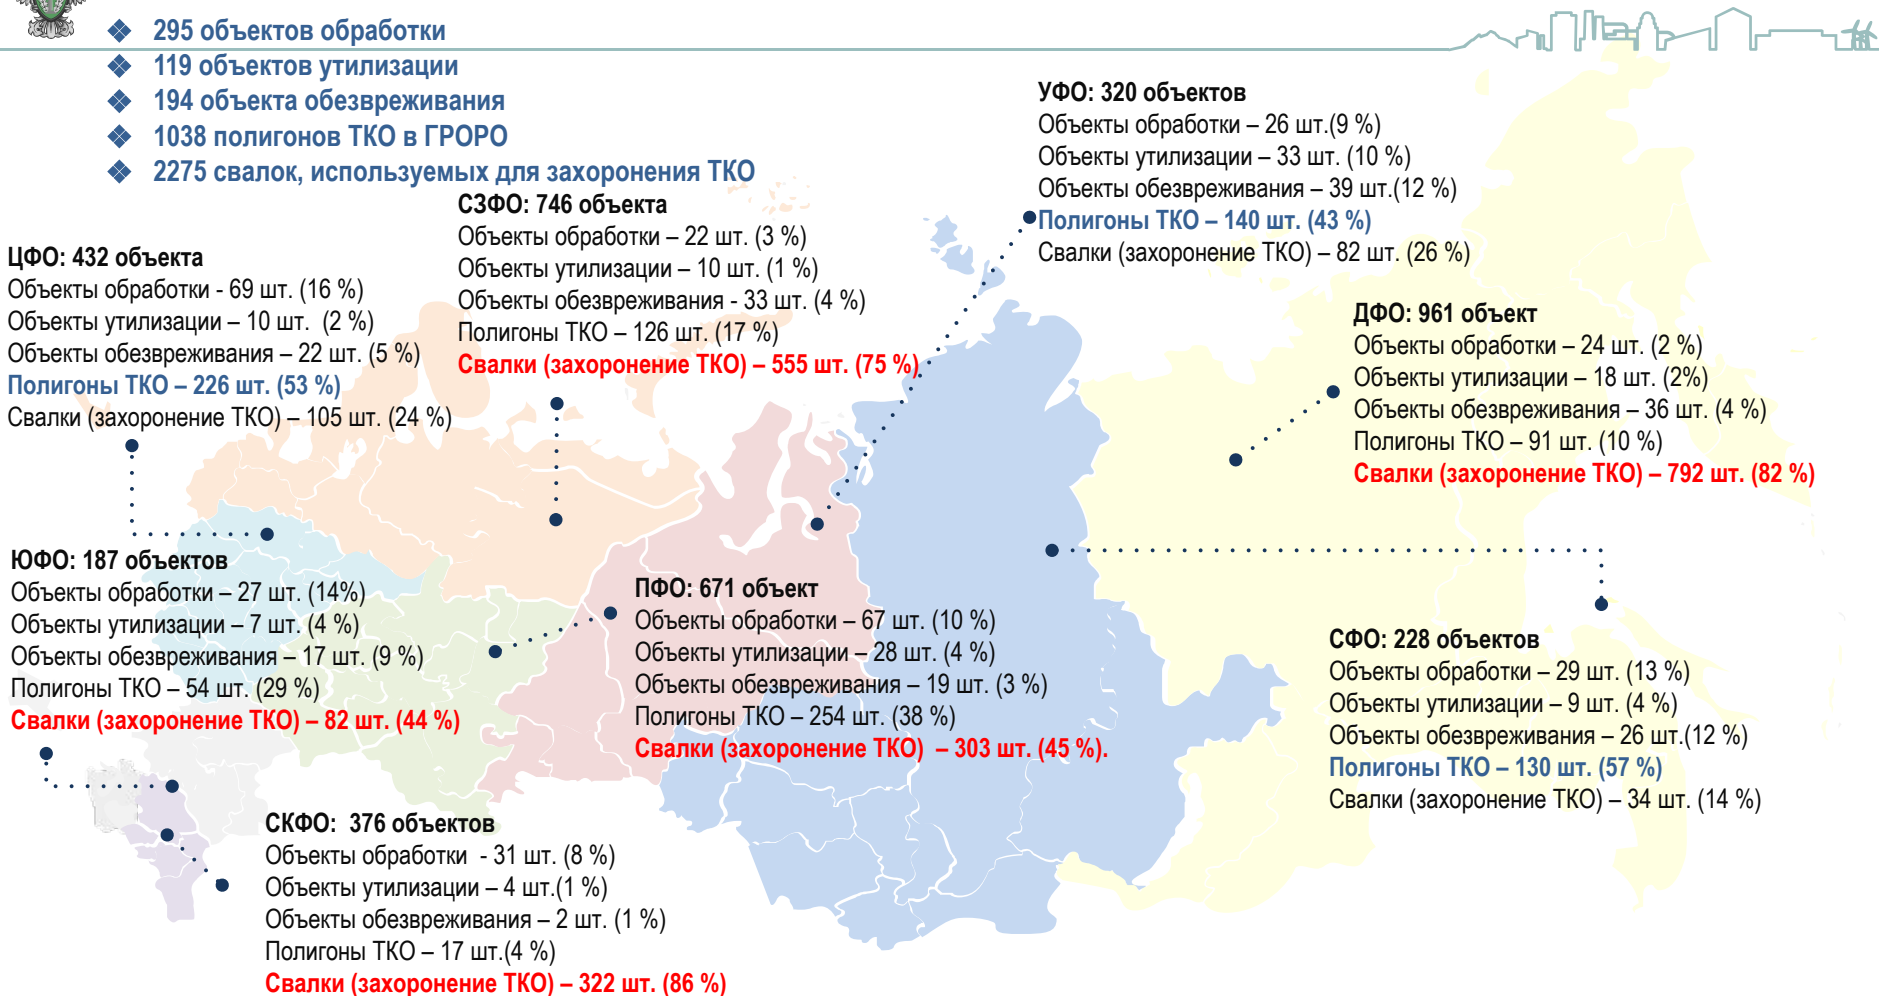 ❖ 295 объектов обработки
❖ 119 объектов утилизации
❖ 194 объекта обезвреживания
❖ 1038 полигонов ТКО в ГРОРО
❖ 2275 свалок, используемых для захоронения ТКО
УФО: 320 объектов
Объекты обработки – 26 шт.(9 %)
Объекты утилизации – 33 шт. (10 %)
Объекты обезвреживания – 39 шт.(12 %)
Полигоны ТКО – 140 шт. (43 %)
Свалки (захоронение ТКО) – 82 шт. (26 %)
СЗФО: 746 объекта
Объекты обработки – 22 шт. (3 %)
Объекты утилизации – 10 шт. (1 %)
Объекты обезвреживания - 33 шт. (4 %)
Полигоны ТКО – 126 шт. (17 %)
Свалки (захоронение ТКО) – 555 шт. (75 %)
ЦФО: 432 объекта
Объекты обработки - 69 шт. (16 %)
Объекты утилизации – 10 шт.  (2 %)
Объекты обезвреживания – 22 шт. (5 %)
Полигоны ТКО – 226 шт. (53 %)
Свалки (захоронение ТКО) – 105 шт. (24 %)
ДФО: 961 объект
Объекты обработки – 24 шт. (2 %)
Объекты утилизации – 18 шт. (2%)
Объекты обезвреживания – 36 шт. (4 %)
Полигоны ТКО – 91 шт. (10 %)
Свалки (захоронение ТКО) – 792 шт. (82 %)
ЮФО: 187 объектов
Объекты обработки – 27 шт. (14%)
Объекты утилизации – 7 шт. (4 %)
Объекты обезвреживания – 17 шт. (9 %)
Полигоны ТКО – 54 шт. (29 %)
Свалки (захоронение ТКО) – 82 шт. (44 %)
ПФО: 671 объект
Объекты обработки – 67 шт. (10 %)
Объекты утилизации – 28 шт. (4 %)
Объекты обезвреживания – 19 шт. (3 %)
Полигоны ТКО – 254 шт. (38 %)
Свалки (захоронение ТКО)  – 303 шт. (45 %).
СФО: 228 объектов
Объекты обработки – 29 шт. (13 %)
Объекты утилизации – 9 шт. (4 %)
Объекты обезвреживания – 26 шт.(12 %)
Полигоны ТКО – 130 шт. (57 %)
Свалки (захоронение ТКО) – 34 шт. (14 %)
СКФО:  376 объектов
Объекты обработки  - 31 шт. (8 %)
Объекты утилизации – 4 шт.(1 %)
Объекты обезвреживания – 2 шт. (1 %)
Полигоны ТКО – 17 шт.(4 %)
Свалки (захоронение ТКО) – 322 шт. (86 %)